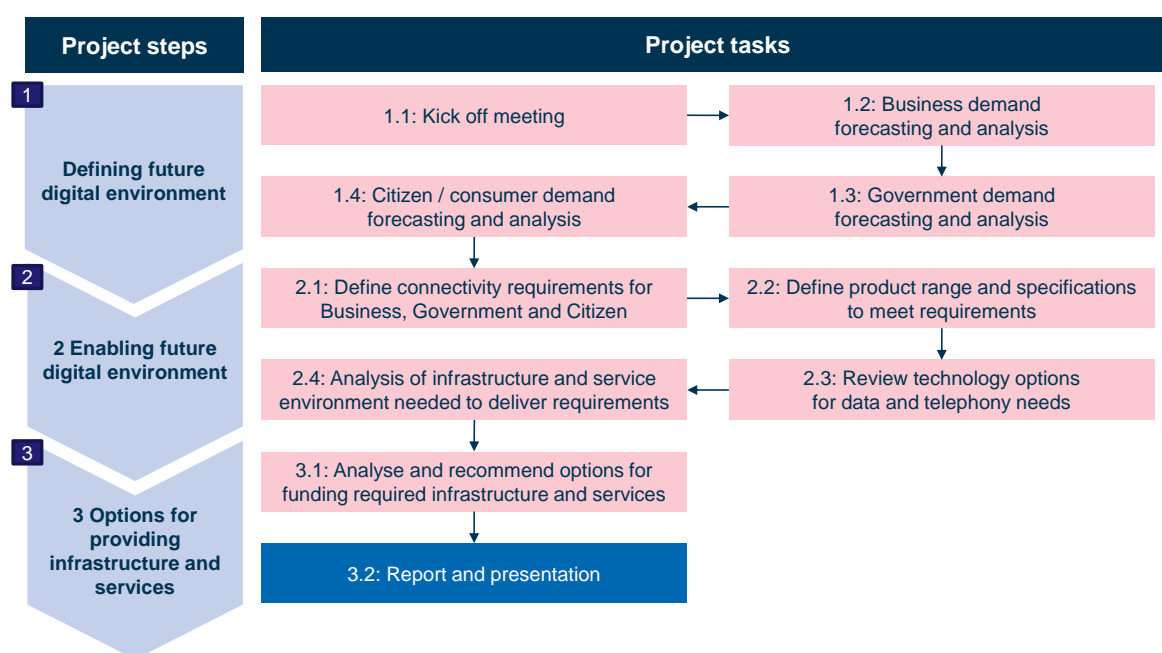 Project steps
Project tasks
1
Defining future
digital environment
1.1: Kick off meeting
1.2: Business demand
forecasting and analysis
1.4: Citizen / consumer demand
forecasting and analysis
1.3: Government demand
forecasting and analysis
2
2 Enabling future
digital environment
2.1: Define connectivity requirements for
Business, Government and Citizen
2.2: Define product range and specifications
to meet requirements
2.4: Analysis of infrastructure and service
environment needed to deliver requirements
2.3: Review technology options
for data and telephony needs
3
3 Options for
providing
infrastructure and
services
3.1: Analyse and recommend options for
funding required infrastructure and services
3.2: Report and presentation